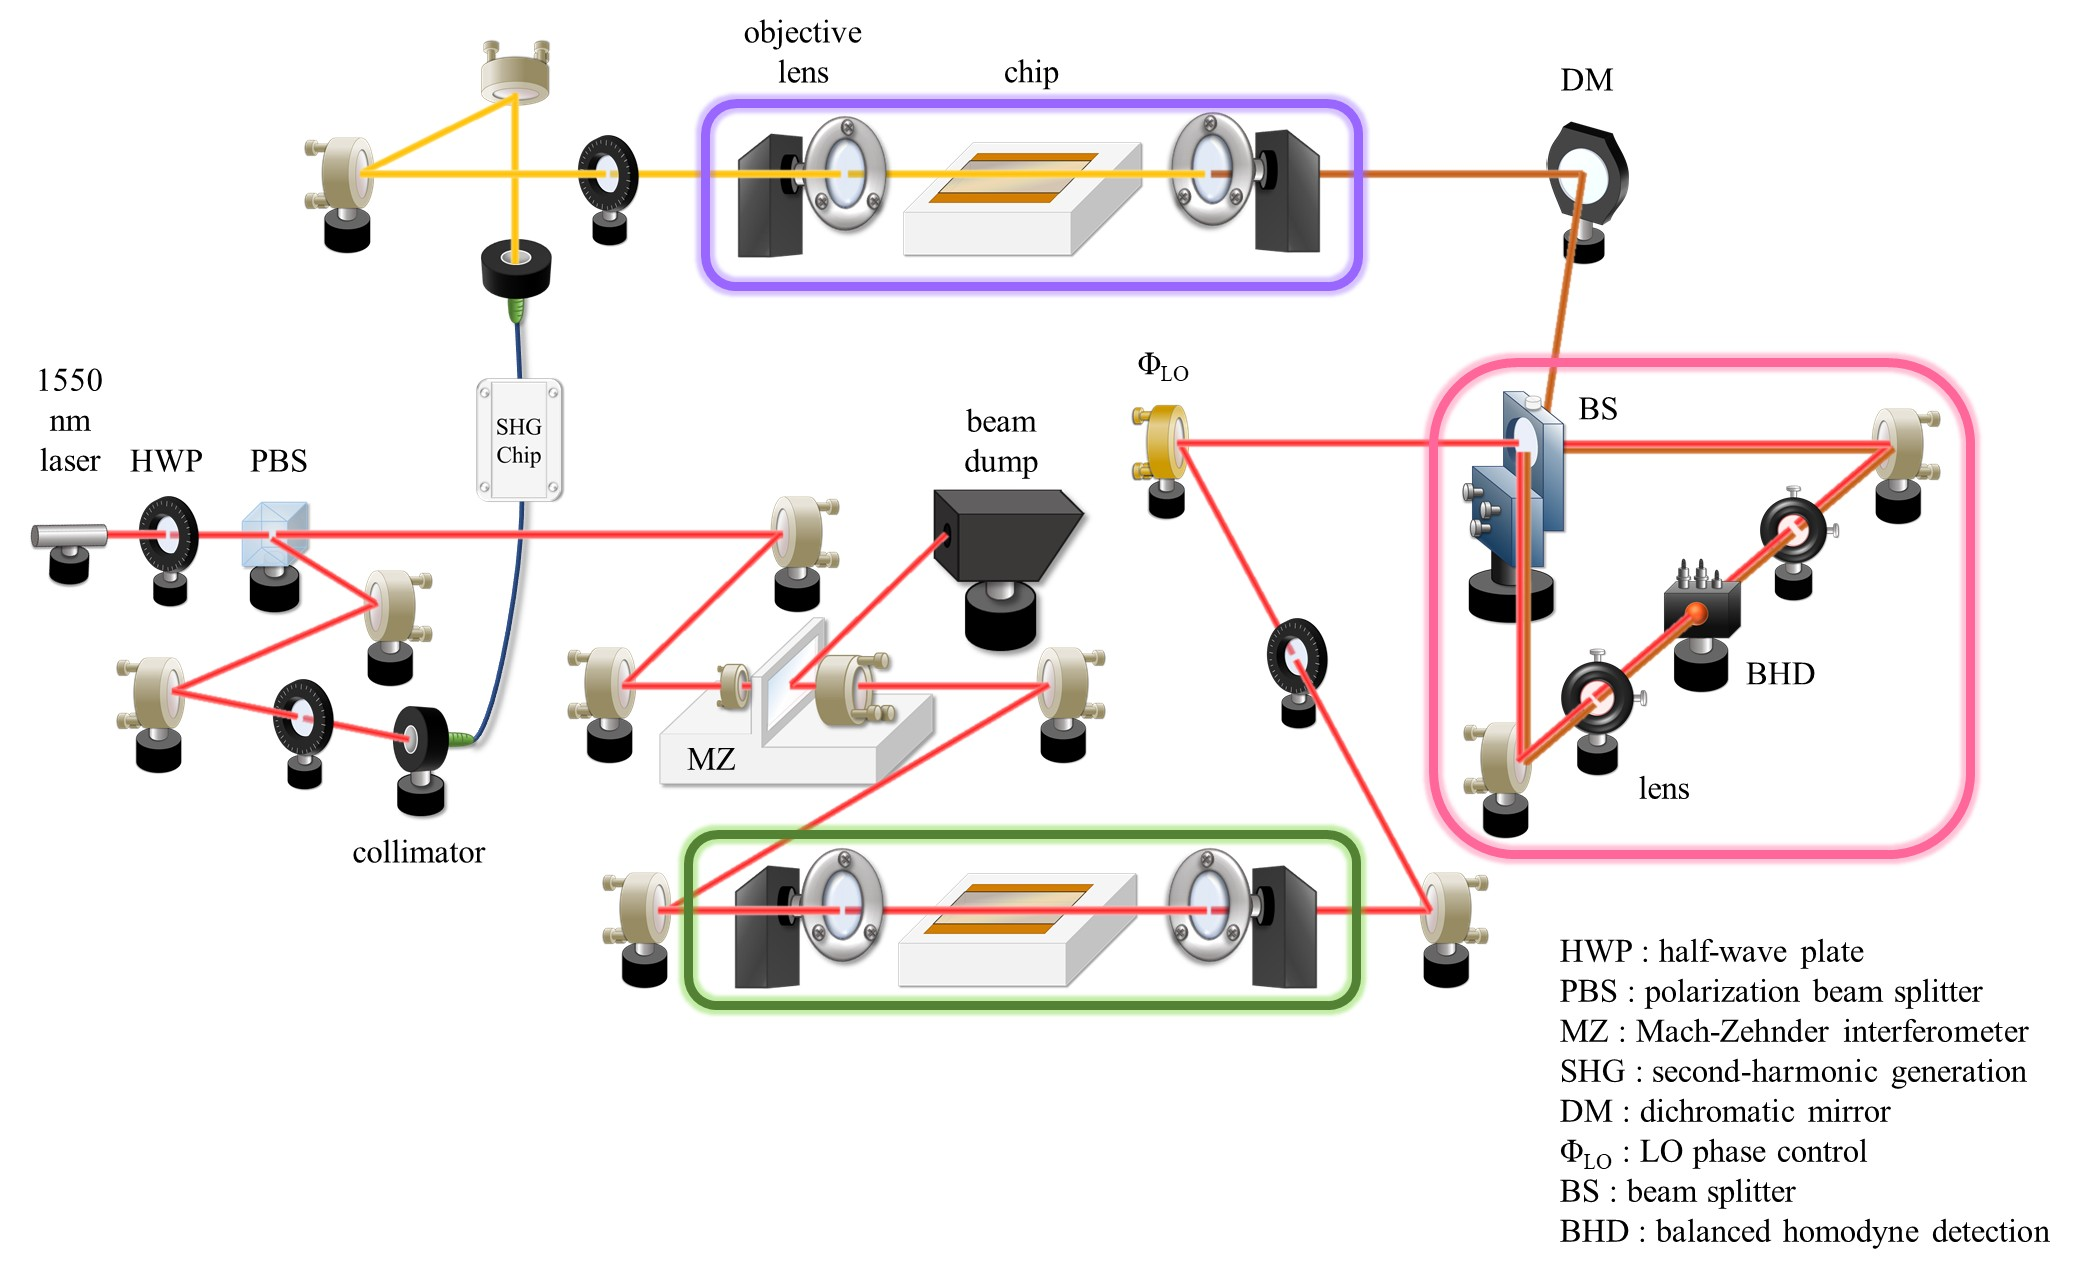 objective
lens
chip
DM
1550
nm
laser
HWP
PBS
SHG
Chip
beam
dump
ΦLO
BS
BHD
MZ
lens
collimator
HWP : half-wave plate
PBS : polarization beam splitter
MZ : Mach-Zehnder interferometer
SHG : second-harmonic generation
DM : dichromatic mirror
ΦLO : LO phase control
BS : beam splitter
BHD : balanced homodyne detection